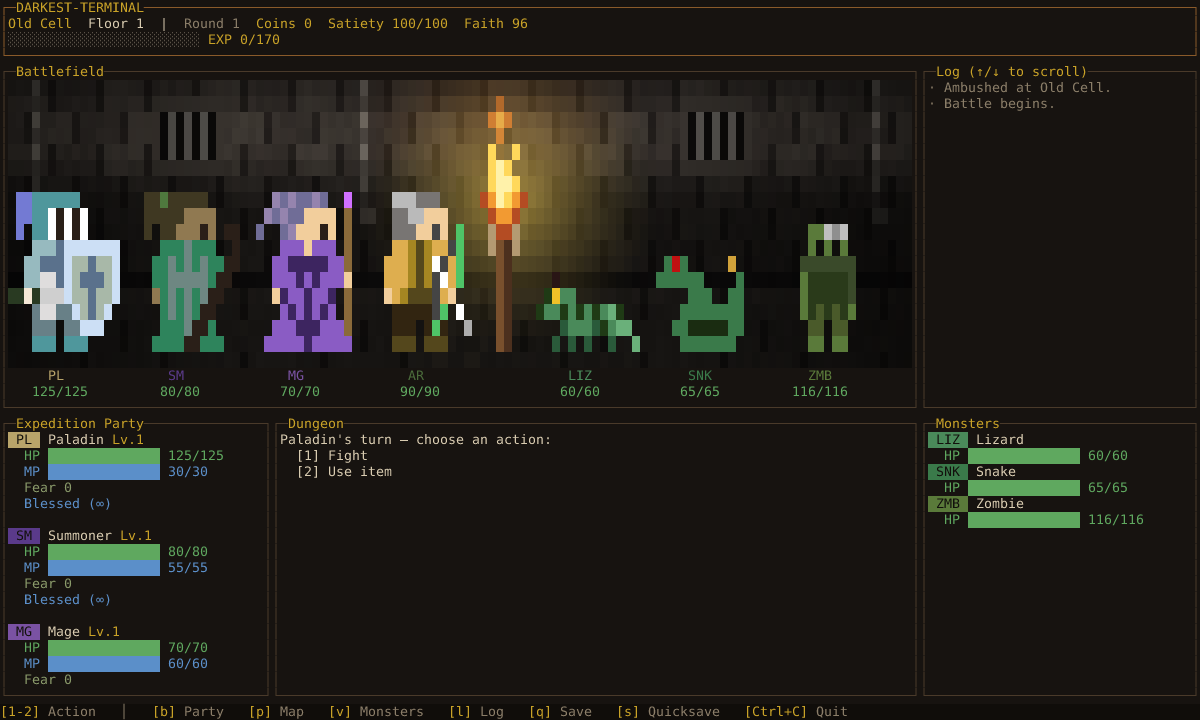 DARKEST-TERMINAL
Old Cell  Floor 1  |  Round 1  Coins 0  Satiety 100/100  Faith 96
EXP 0/170
Battlefield
PL SM MG AR LIZ SNK ZMB
125/125 80/80 70/70 90/90 60/60 65/65 116/116
Log (↑/↓ to scroll)
· Ambushed at Old Cell.
· Battle begins.
Expedition Party
PL Paladin Lv.1
HP 125/125
MP 30/30
Fear 0
Blessed (∞)
SM Summoner Lv.1
HP 80/80
MP 55/55
Fear 0
Blessed (∞)
MG Mage Lv.1
HP 70/70
MP 60/60
Fear 0
Dungeon
Paladin's turn — choose an action:
[1] Fight
[2] Use item
Monsters
LIZ Lizard
HP 60/60
SNK Snake
HP 65/65
ZMB Zombie
HP 116/116
[1-2] Action │ [b] Party [p] Map [v] Monsters [l] Log [q] Save [s] Quicksave [Ctrl+C] Quit